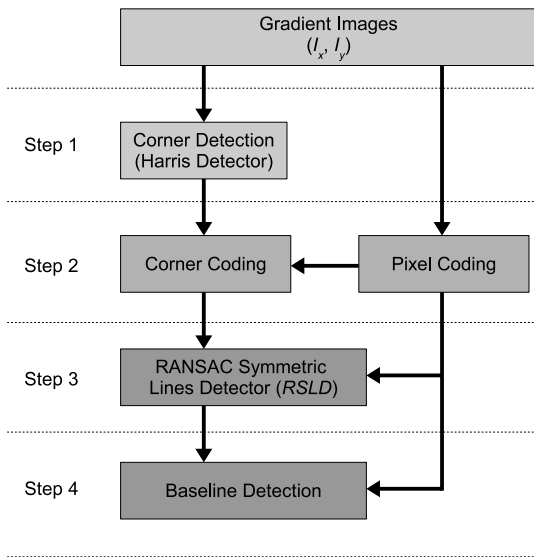 Gradient Images
(Ix, Iy)
Step 1
Corner Detection
(Harris Detector)
Step 2
Corner Coding
Pixel Coding
Step 3
RANSAC Symmetric
Lines Detector (RSLD)
Step 4
Baseline Detection